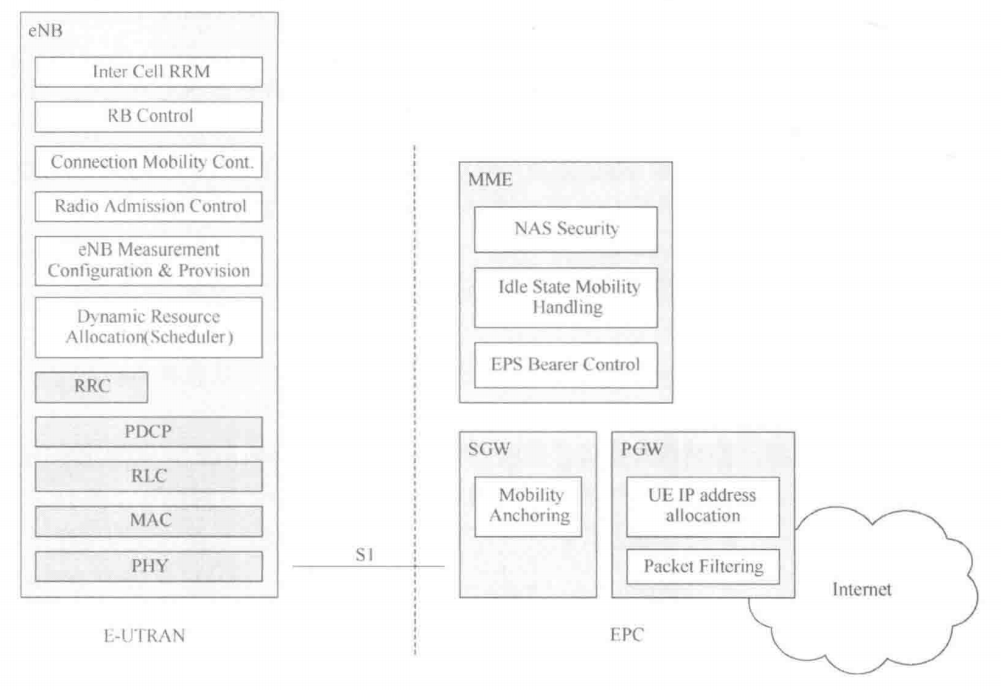 eNB
Inter Cell RRM
RB Control
Connection Mobility Cont.
Radio Admission Control
eNB Measurement
Configuration & Provision
Dynamic Resource
Allocation(Scheduler)
RRC
PDCP
RLC
MAC
PHY
S1
E-UTRAN
MME
NAS Security
Idle State Mobility
Handling
EPS Bearer Control
SGW
Mobility
Anchoring
PGW
UE IP address
allocation
Packet Filtering
Internet
EPC